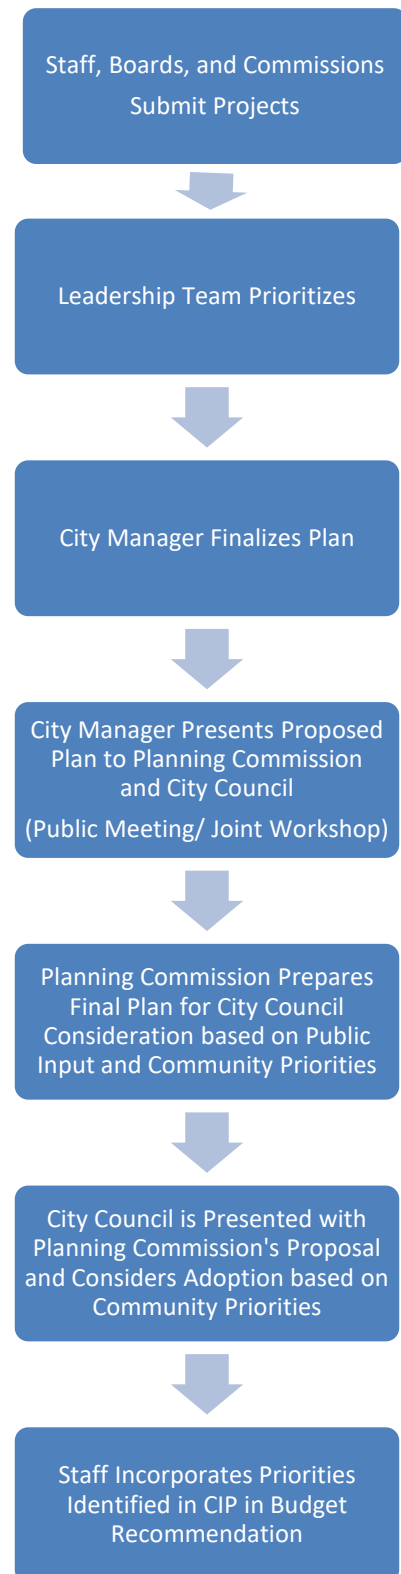 Staff, Boards, and Commissions
Submit Projects
Leadership Team Prioritizes
City Manager Finalizes Plan
City Manager Presents Proposed
Plan to Planning Commission
and City Council
(Public Meeting/ Joint Workshop)
Planning Commission Prepares
Final Plan for City Council
Consideration based on Public
Input and Community Priorities
City Council is Presented with
Planning Commission's Proposal
and Considers Adoption based on
Community Priorities
Staff Incorporates Priorities
Identified in CIP in Budget
Recommendation